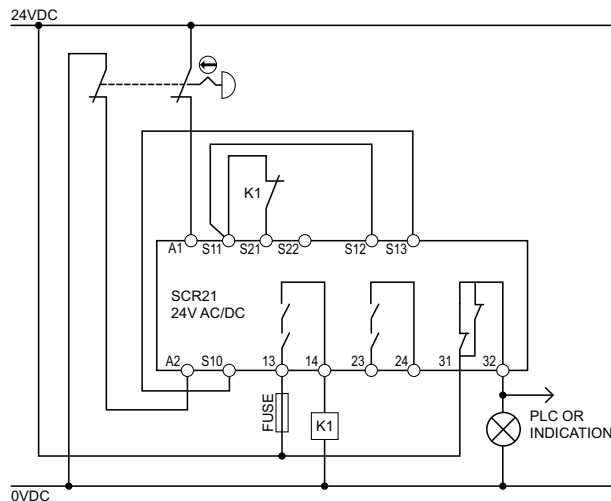 24VDC
K1
A1 S11 S21 S22 S12 S13
SCR21
24V AC/DC
A2 S10 13 14 23 24 31 32
FUSE
K1
PLC OR
INDICATION
0VDC